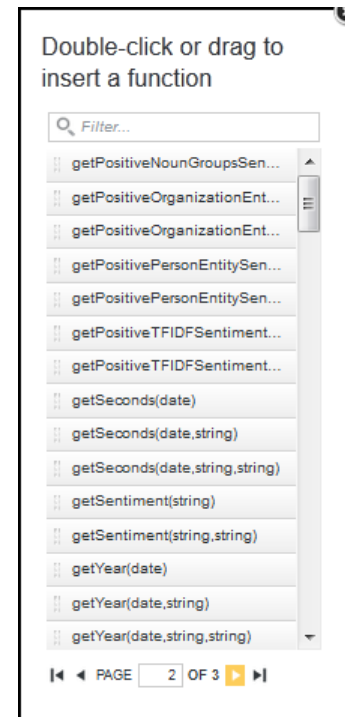 Double-click or drag to
insert a function
Filter...
getPositiveNounGroupsSen...
getPositiveOrganizationEnt...
getPositiveOrganizationEnt...
getPositivePersonEntitySen...
getPositivePersonEntitySen...
getPositiveTFIDFSentiment...
getPositiveTFIDFSentiment...
getSeconds(date)
getSeconds(date,string)
getSeconds(date,string,string)
getSentiment(string)
getSentiment(string,string)
getYear(date)
getYear(date,string)
getYear(date,string,string)
PAGE 2 OF 3